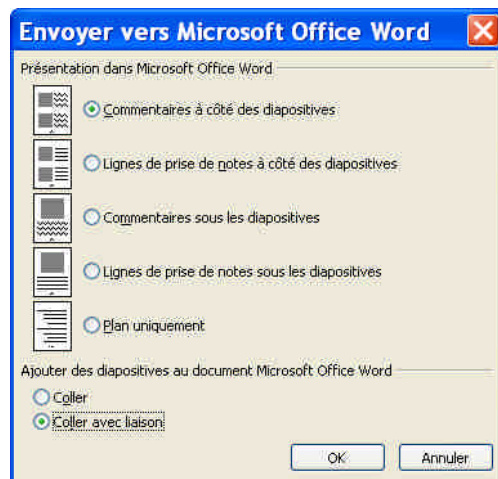 Envoyer vers Microsoft Office Word
Présentation dans Microsoft Office Word
Commentaires à côté des diapositives
Lignes de prise de notes à côté des diapositives
Commentaires sous les diapositives
Lignes de prise de notes sous les diapositives
Plan uniquement
Ajouter des diapositives au document Microsoft Office Word
Coller
Coller avec liaison
OK Annuler